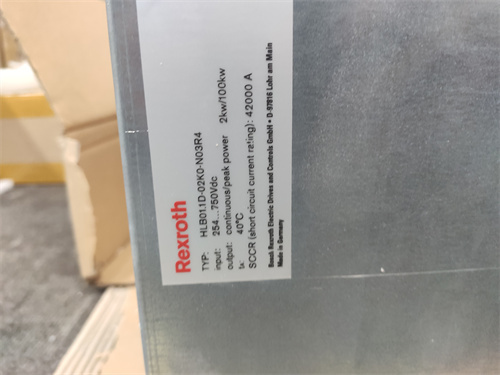 Rexroth
TYP: HLB01.1D-02K0-N03R4
input: 254...750Vdc
output: continuous/peak power 2kw/100kw
ta: 40°C
SCCR (short circuit current rating): 42000 A
Bosch Rexroth Electric Drives and Controls GmbH • D-97816 Lohr am Main
Made in Germany